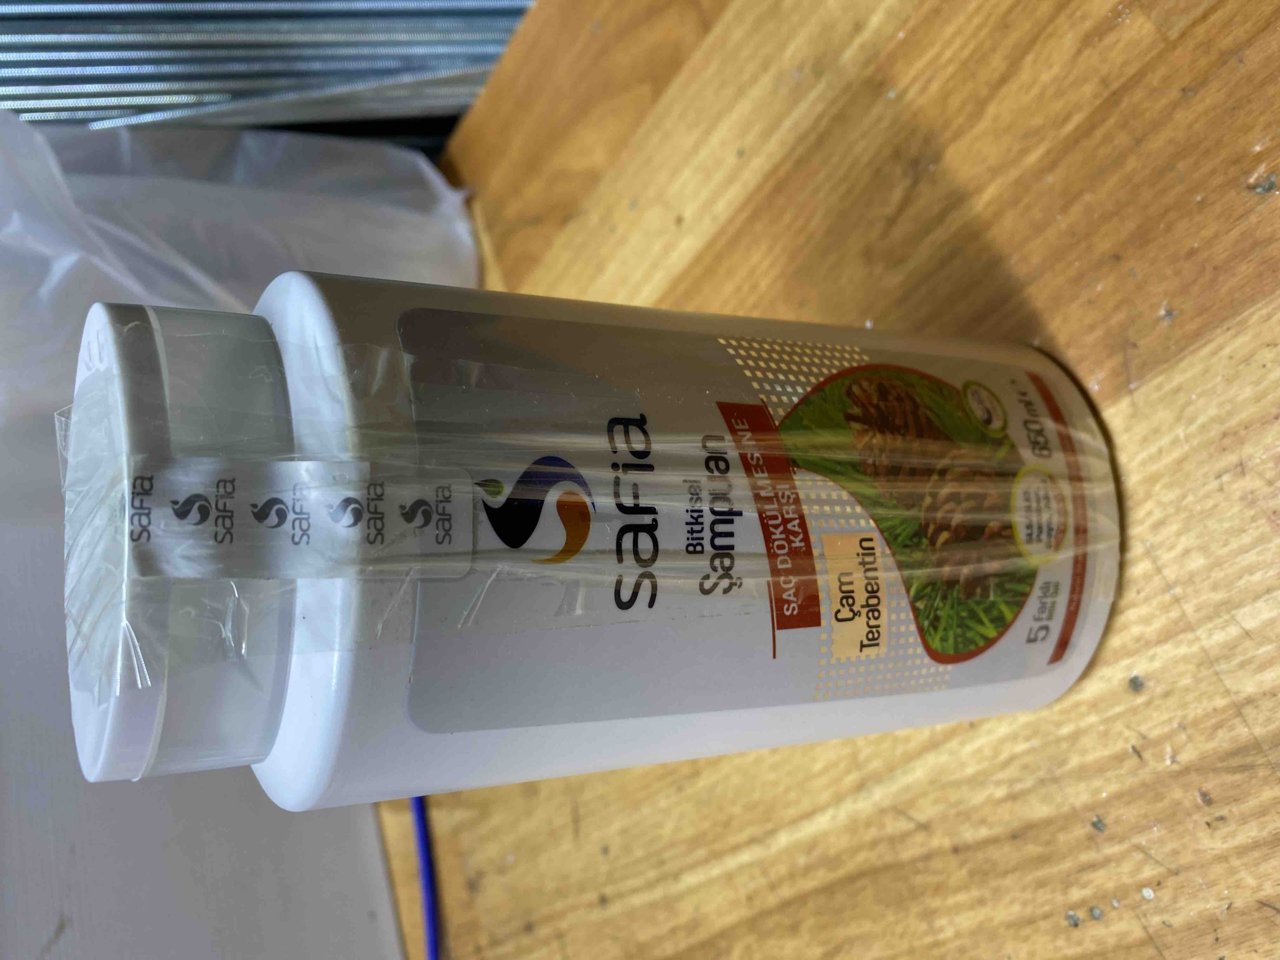 safia
safia
safia
safia
safia
safia
Bitkisel
Şampuan
SAÇ DÖKÜLMESİNE
KARŞI
Çam
Terabentin
650 ml e
5 Farklı